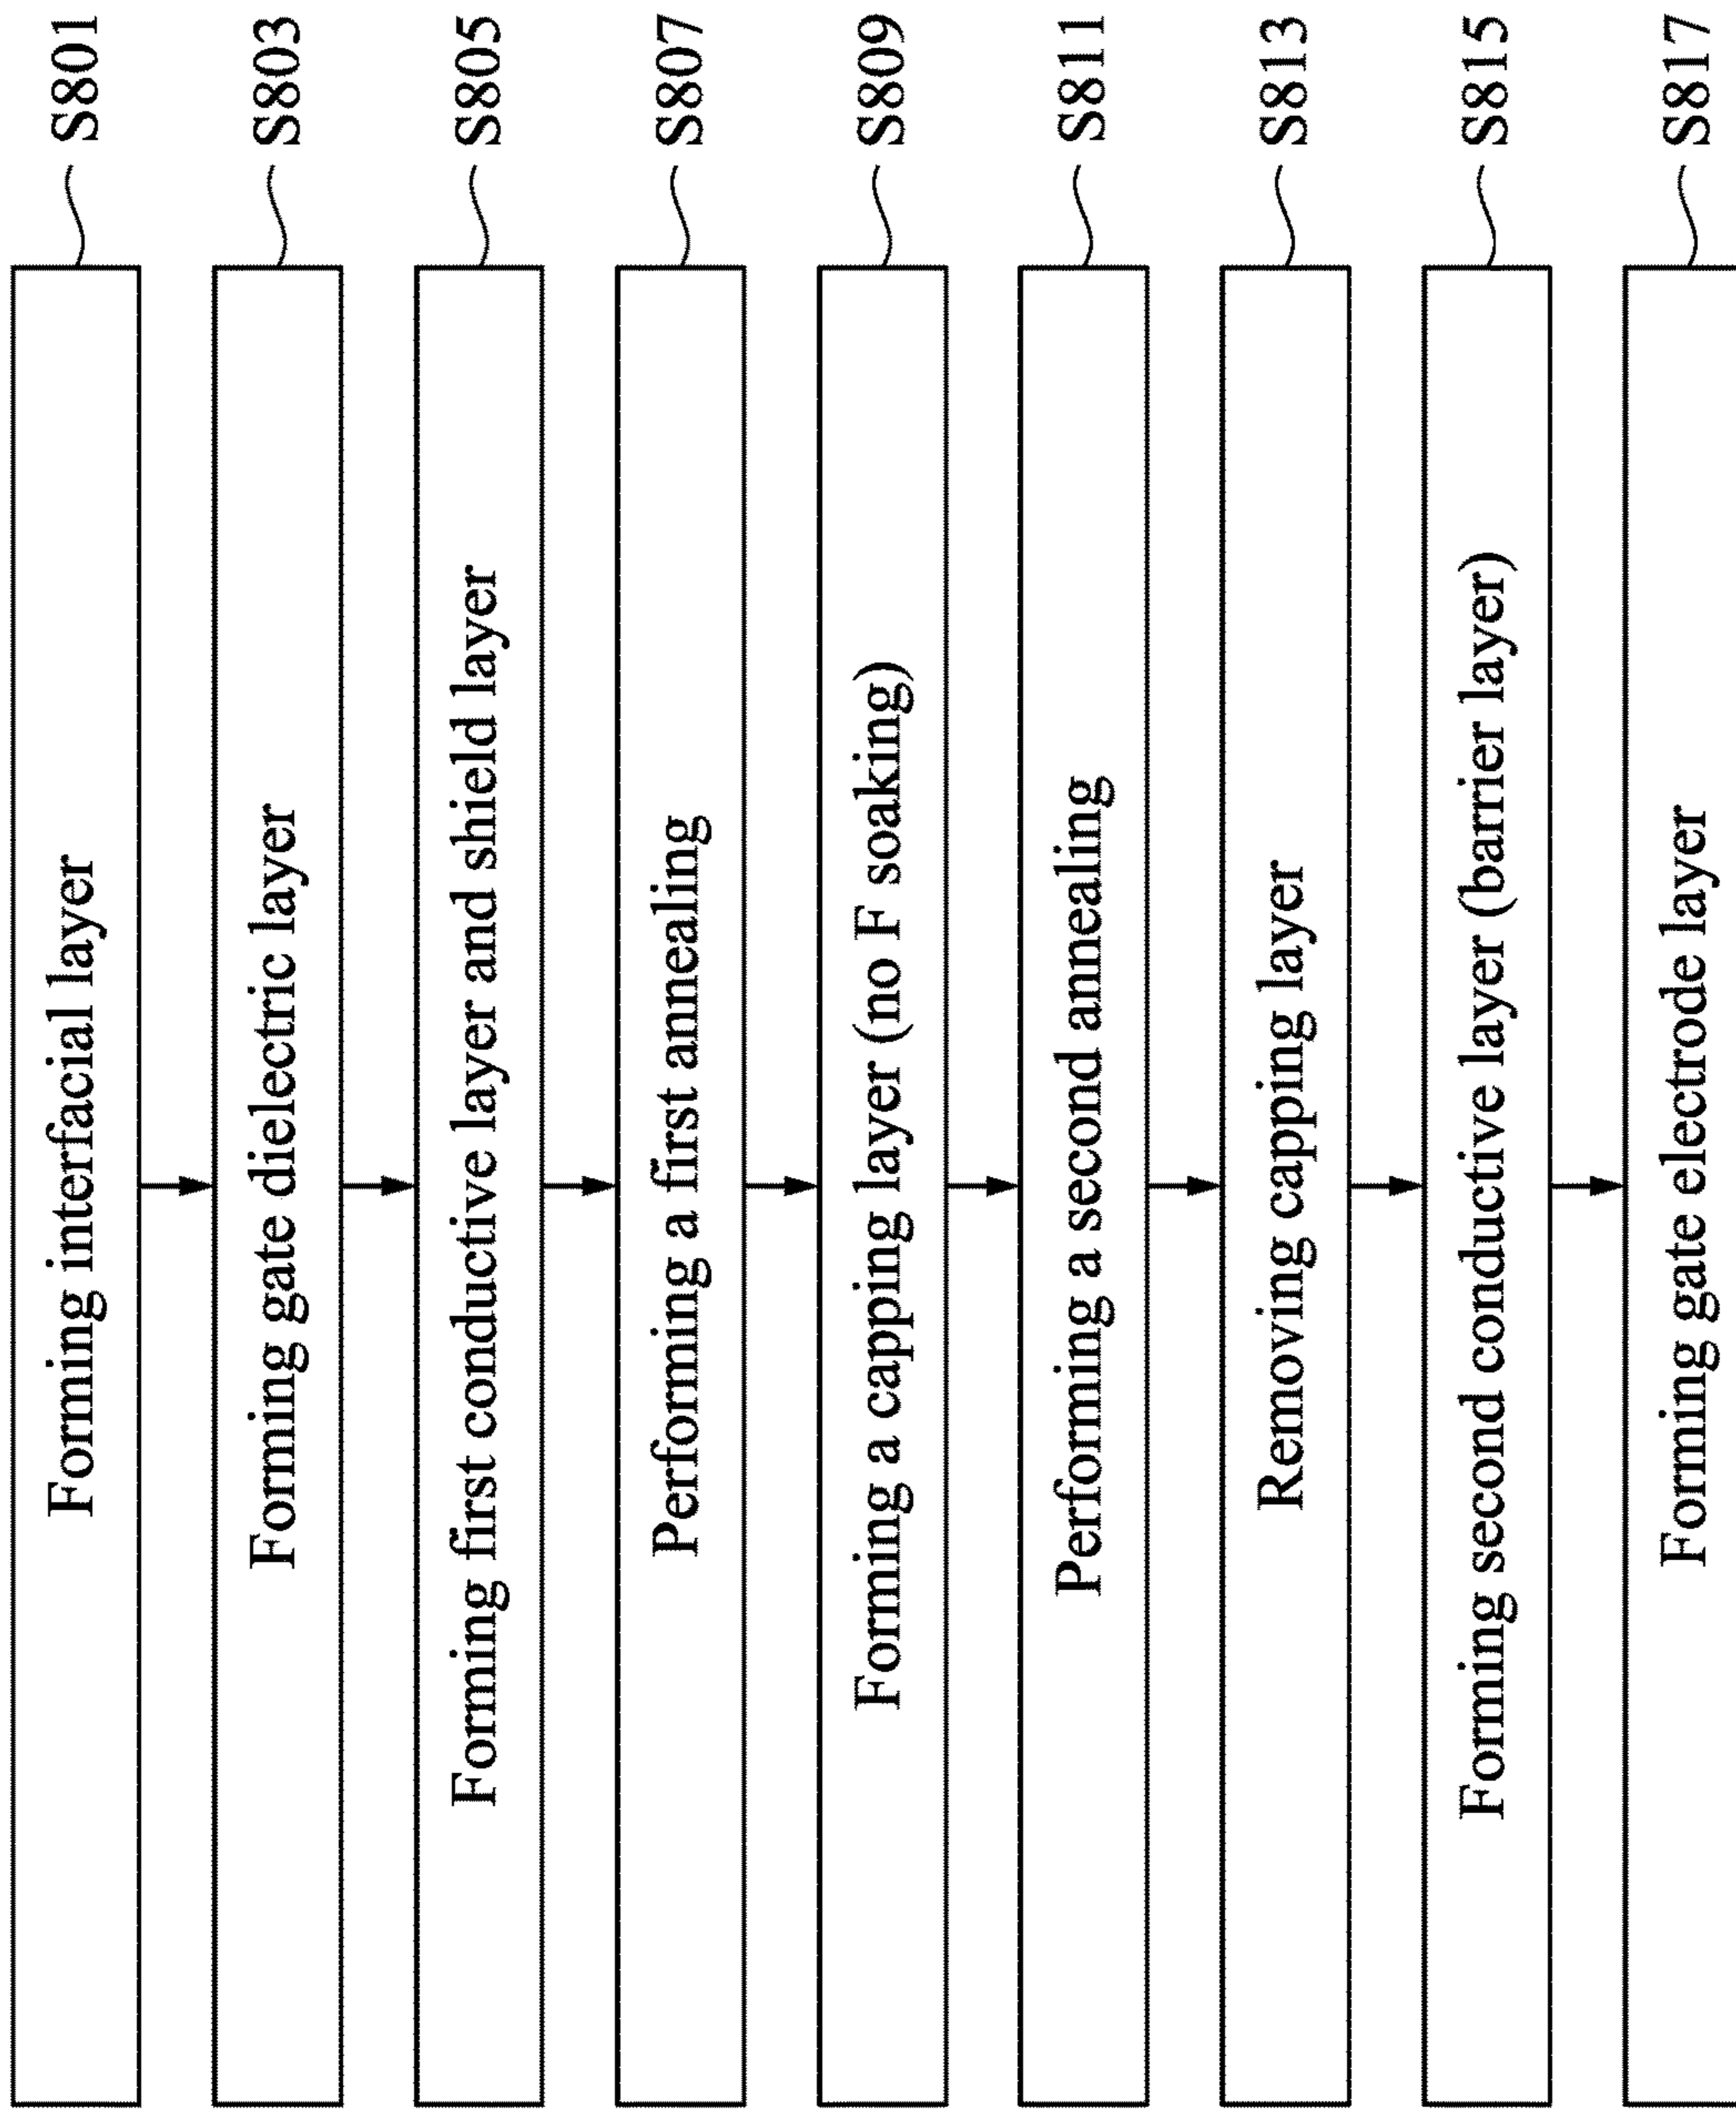 Forming interfacial layer S801
Forming gate dielectric layer S803
Forming first conductive layer and shield layer S805
Performing a first annealing S807
Forming a capping layer (no F soaking) S809
Performing a second annealing S811
Removing capping layer S813
Forming second conductive layer (barrier layer) S815
Forming gate electrode layer S817